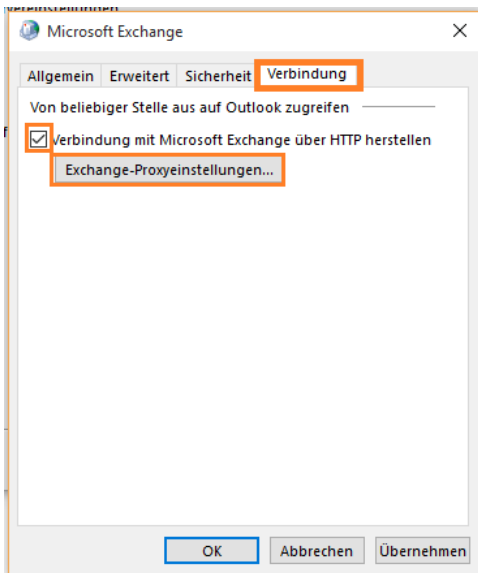 Microsoft Exchange
Allgemein Erweitert Sicherheit Verbindung
Von beliebiger Stelle aus auf Outlook zugreifen
Verbindung mit Microsoft Exchange über HTTP herstellen
Exchange-Proxyeinstellungen...
OK Abbrechen Übernehmen